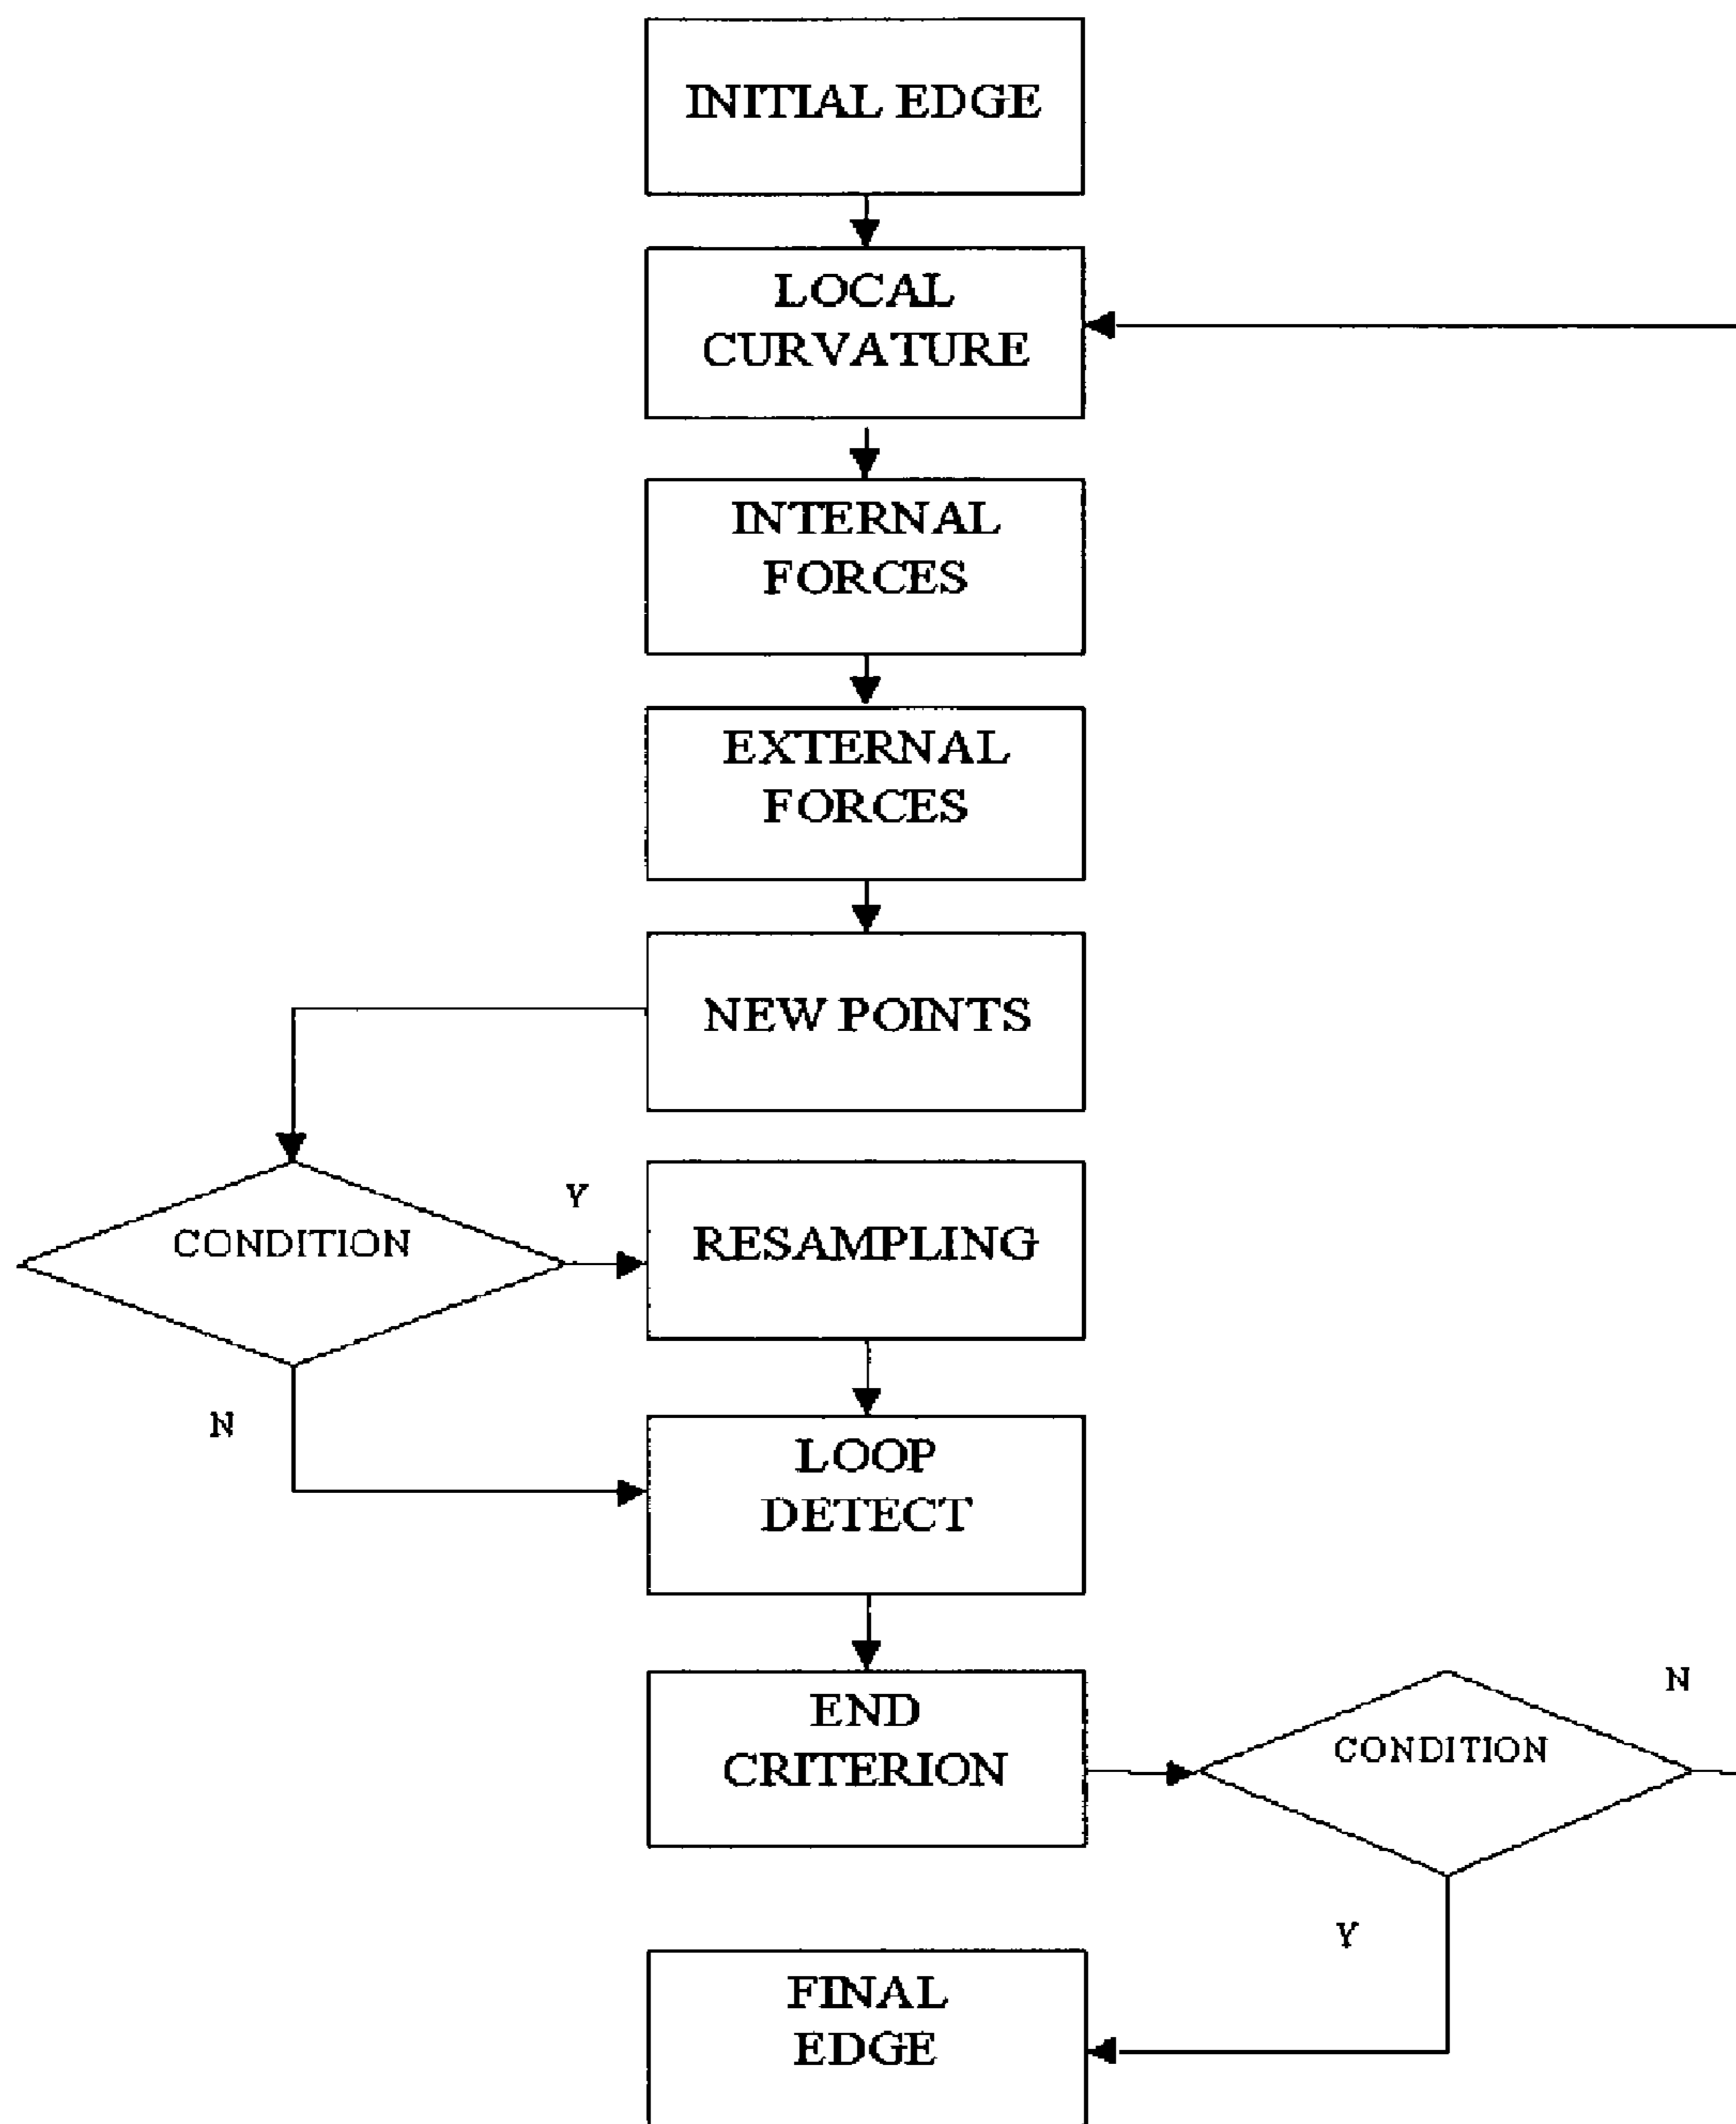 INITIAL EDGE
LOCAL
CURVATURE
INTERNAL
FORCES
EXTERNAL
FORCES
NEW POINTS
CONDITION
Y
RESAMPLING
N
LOOP
DETECT
END
CRITERION
CONDITION
N
Y
FINAL
EDGE